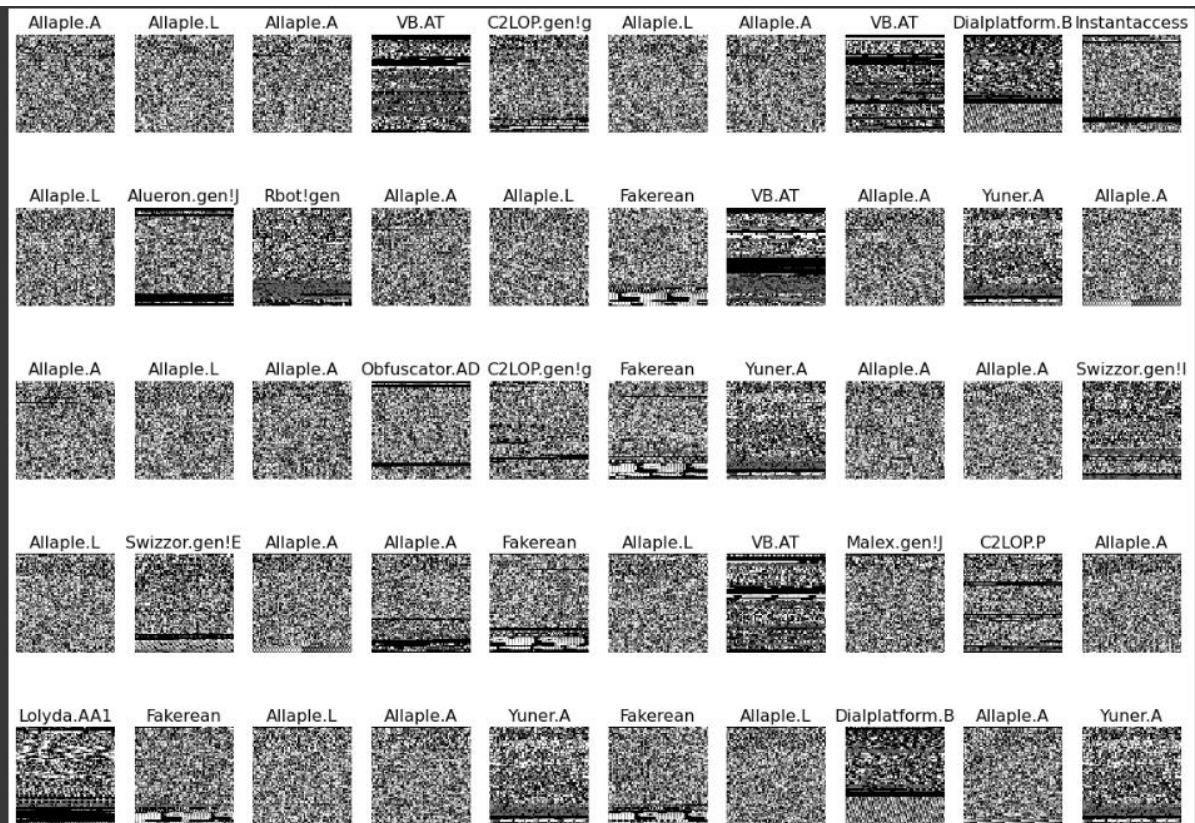 Allaple.A Allaple.L Allaple.A VB.AT C2LOP.gen!g Allaple.L Allaple.A VB.AT Dialplatform.B Instantaccess
Allaple.L Alueron.gen!J Rbot!gen Allaple.A Allaple.L Fakerean VB.AT Allaple.A Yuner.A Allaple.A
Allaple.A Allaple.L Allaple.A Obfuscator.AD C2LOP.gen!g Fakerean Yuner.A Allaple.A Allaple.A Swizzor.gen!I
Allaple.L Swizzor.gen!E Allaple.A Allaple.A Fakerean Allaple.L VB.AT Malex.gen!J C2LOP.P Allaple.A
Lolyda.AA1 Fakerean Allaple.L Allaple.A Yuner.A Fakerean Allaple.L Dialplatform.B Allaple.A Yuner.A